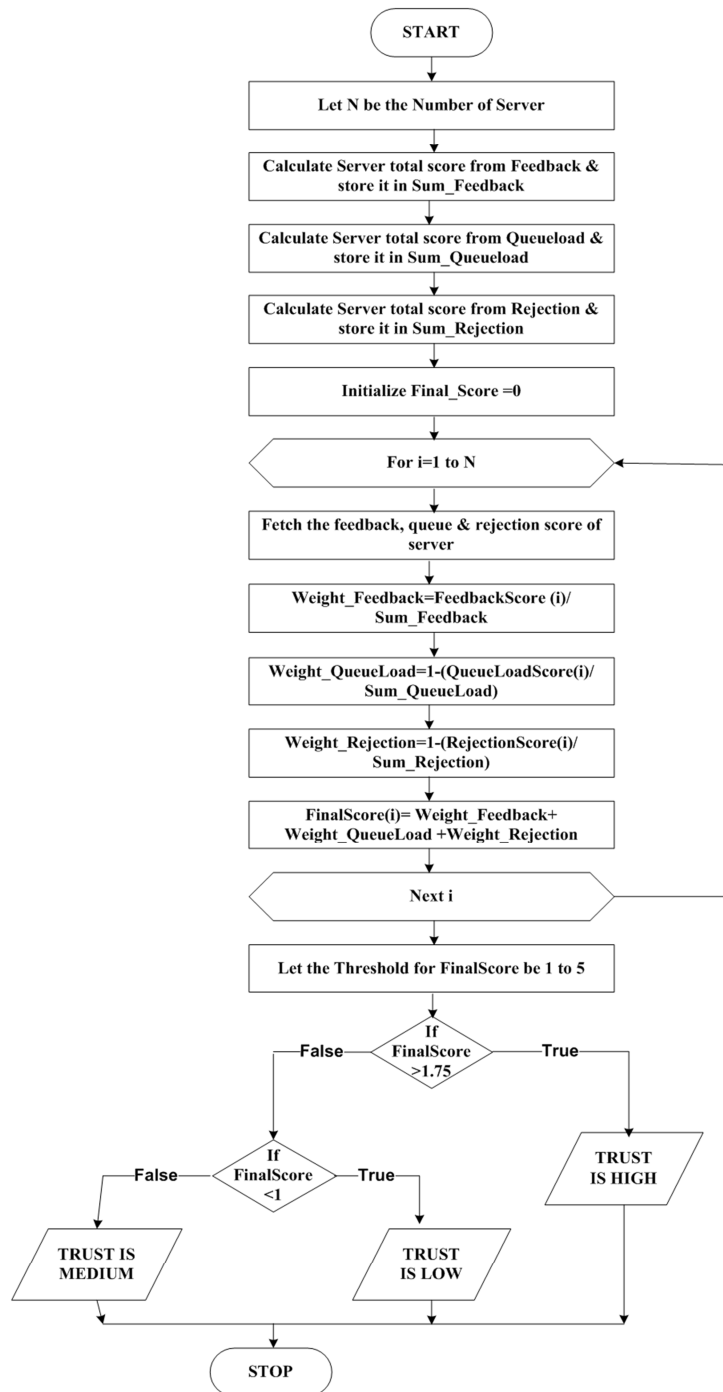 START
Let N be the Number of Server
Calculate Server total score from Feedback &
store it in Sum_Feedback
Calculate Server total score from Queueload &
store it in Sum_Queueload
Calculate Server total score from Rejection &
store it in Sum_Rejection
Initialize Final_Score =0
For i=1 to N
Fetch the feedback, queue & rejection score of
server
Weight_Feedback=FeedbackScore (i)/
Sum_Feedback
Weight_QueueLoad=1-(QueueLoadScore(i)/
Sum_QueueLoad)
Weight_Rejection=1-(RejectionScore(i)/
Sum_Rejection)
FinalScore(i)= Weight_Feedback+
Weight_QueueLoad +Weight_Rejection
Next i
Let the Threshold for FinalScore be 1 to 5
If
FinalScore
>1.75
False
True
If
FinalScore
<1
False
True
TRUST
IS HIGH
TRUST IS
MEDIUM
TRUST
IS LOW
STOP